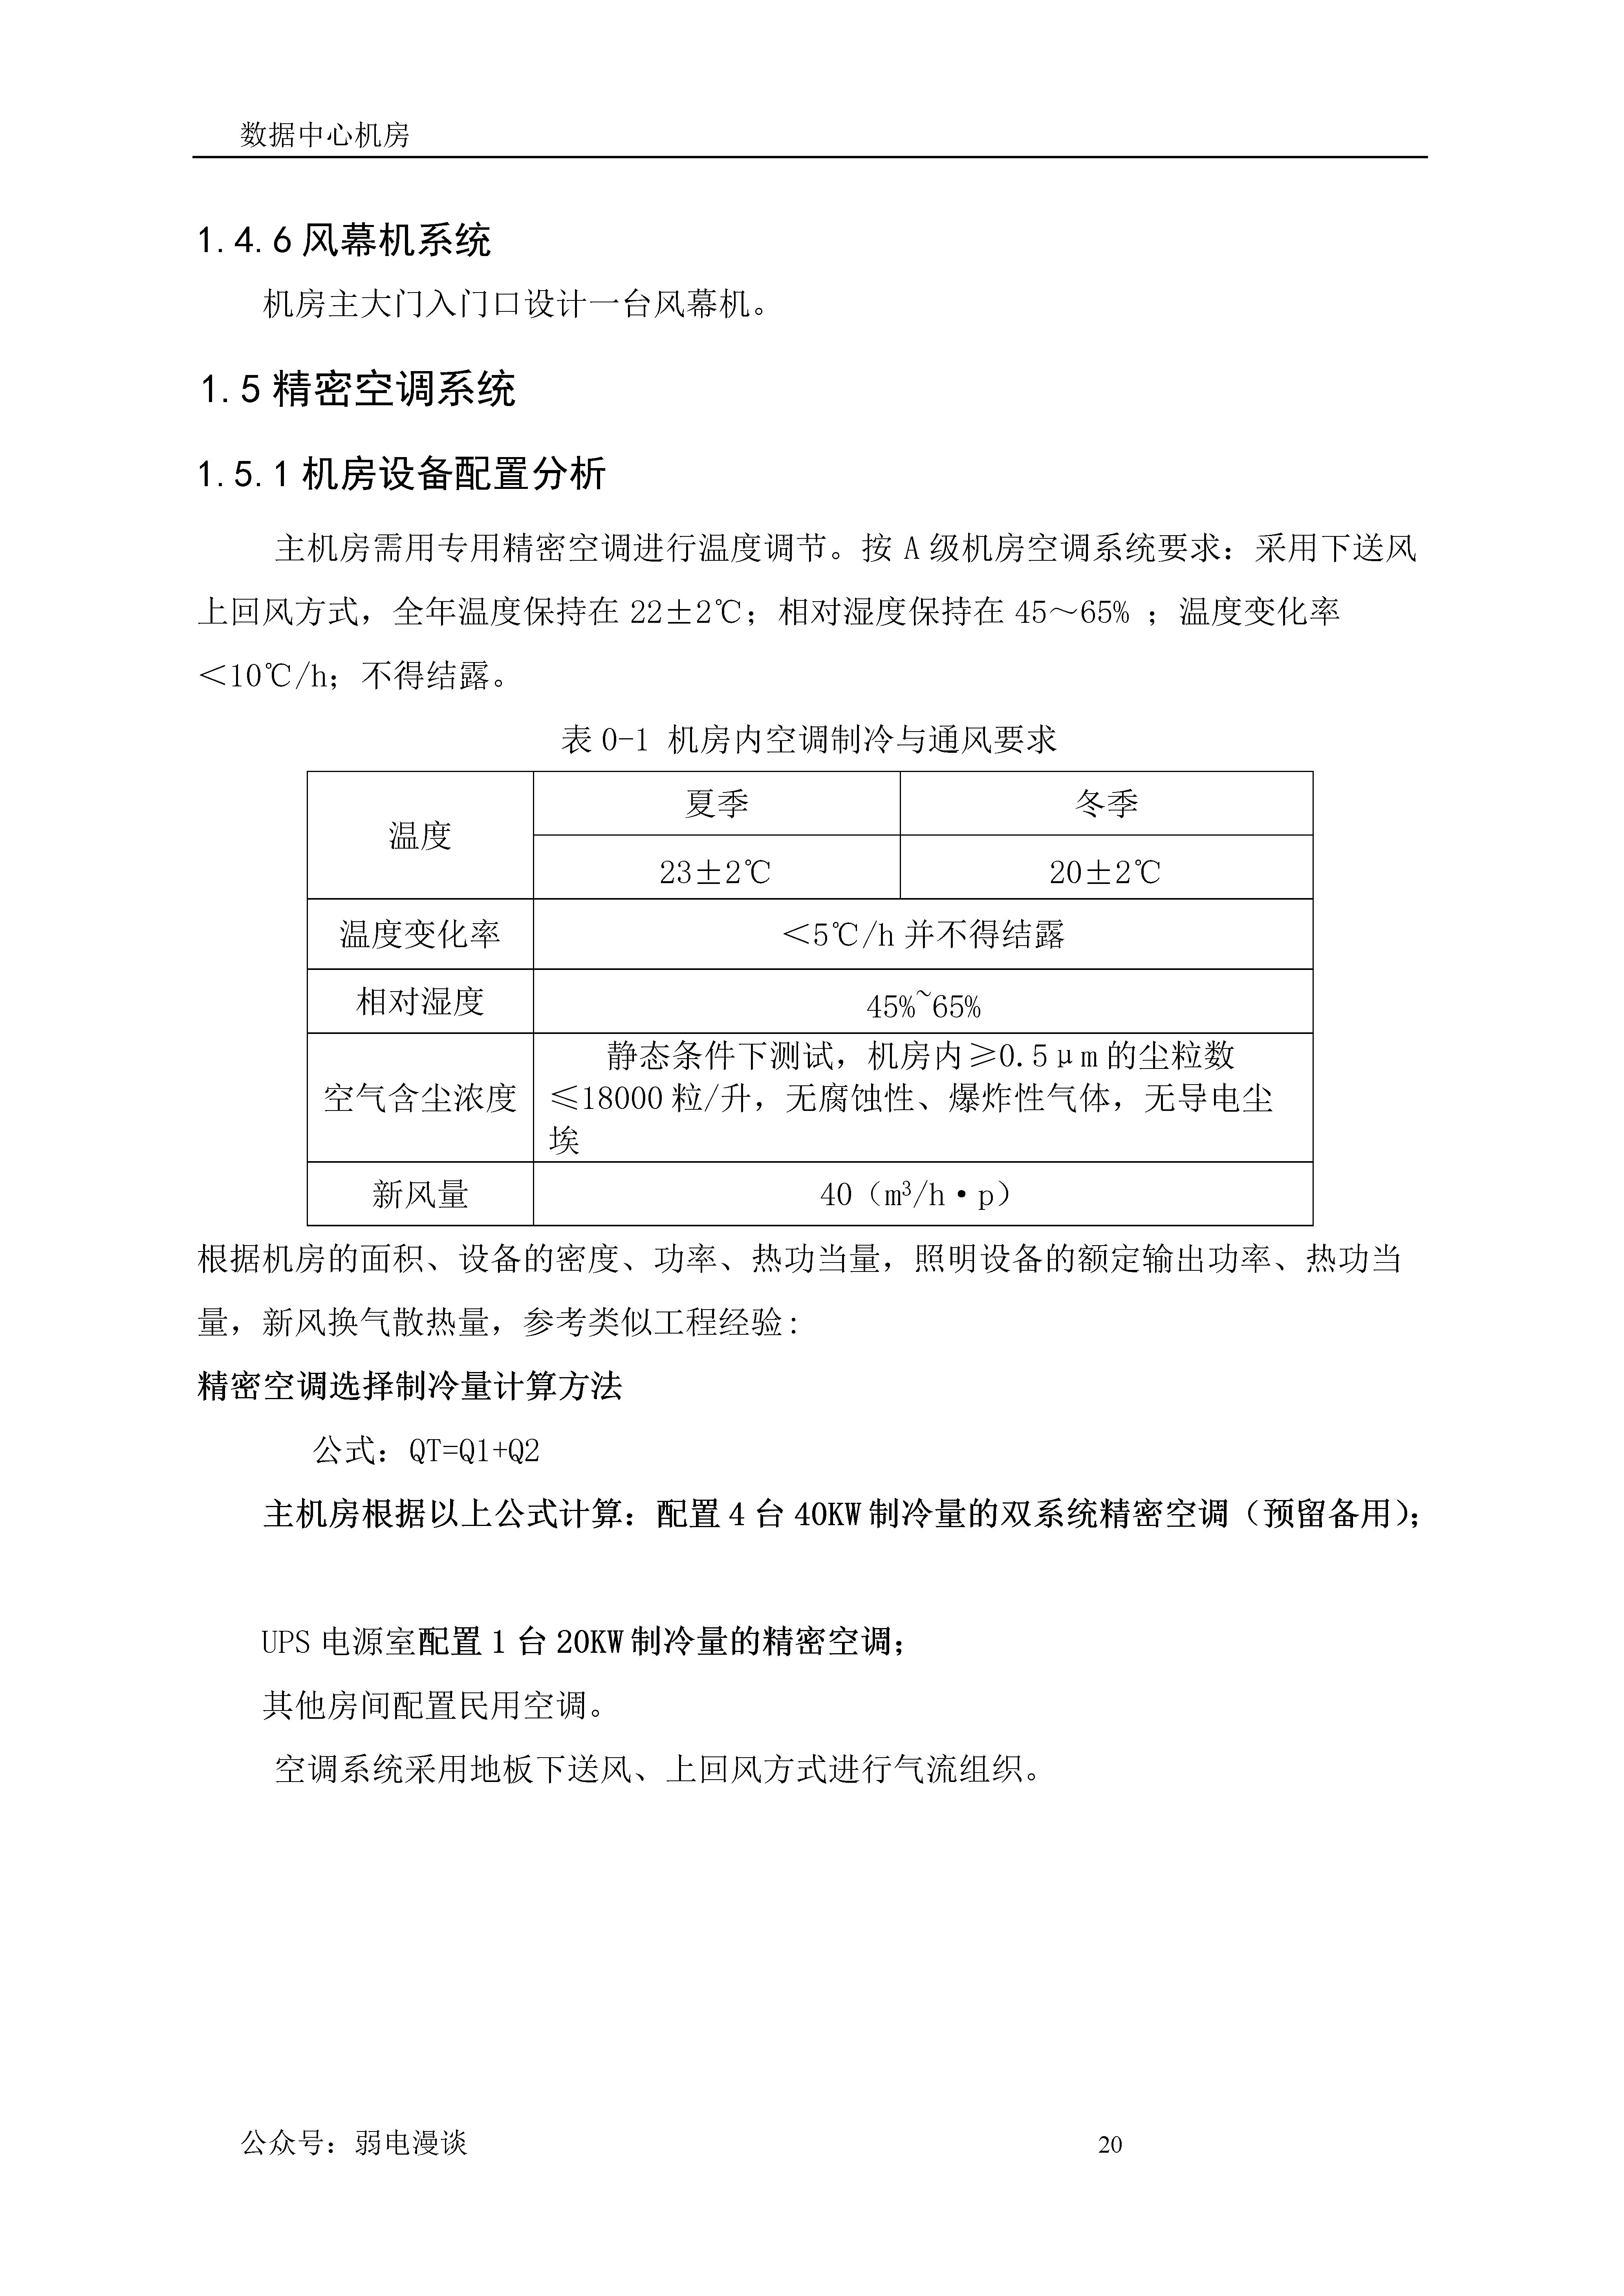 数据中心机房
1.4.6风幕机系统
机房主大门入门口设计一台风幕机。
1.5精密空调系统
1.5.1机房设备配置分析
主机房需用专用精密空调进行温度调节。按 A 级机房空调系统要求：采用下送风
上回风方式，全年温度保持在 22±2℃；相对湿度保持在 45～65% ；温度变化率
＜10℃/h；不得结露。
表 0-1 机房内空调制冷与通风要求
温度
夏季
冬季
23±2℃
20±2℃
温度变化率
＜5℃/h 并不得结露
相对湿度
45%~65%
空气含尘浓度
静态条件下测试，机房内≥0.5μm 的尘粒数
≤18000 粒/升，无腐蚀性、爆炸性气体，无导电尘
埃
新风量
40（m³/h·p）
根据机房的面积、设备的密度、功率、热功当量，照明设备的额定输出功率、热功当
量，新风换气散热量，参考类似工程经验：
精密空调选择制冷量计算方法
公式：QT=Q1+Q2
主机房根据以上公式计算：配置 4 台 40KW 制冷量的双系统精密空调（预留备用）；
UPS 电源室配置 1 台 20KW 制冷量的精密空调；
其他房间配置民用空调。
空调系统采用地板下送风、上回风方式进行气流组织。
公众号：弱电漫谈
20